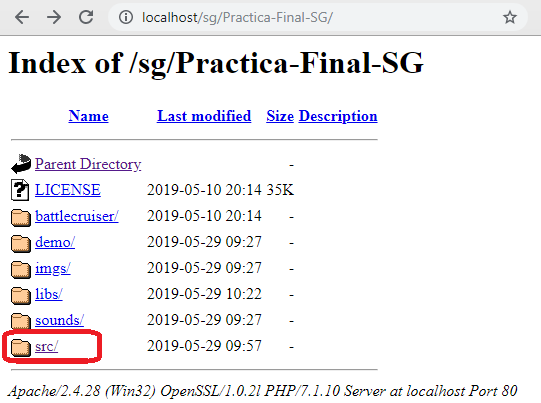 localhost/sg/Practica-Final-SG/
Index of /sg/Practica-Final-SG
Name Last modified Size Description
Parent Directory -
LICENSE 2019-05-10 20:14 35K
battlecruiser/ 2019-05-10 20:14 -
demo/ 2019-05-29 09:27 -
imgs/ 2019-05-29 09:27 -
libs/ 2019-05-29 10:22 -
sounds/ 2019-05-29 09:27 -
src/ 2019-05-29 09:57 -
Apache/2.4.28 (Win32) OpenSSL/1.0.2l PHP/7.1.10 Server at localhost Port 80